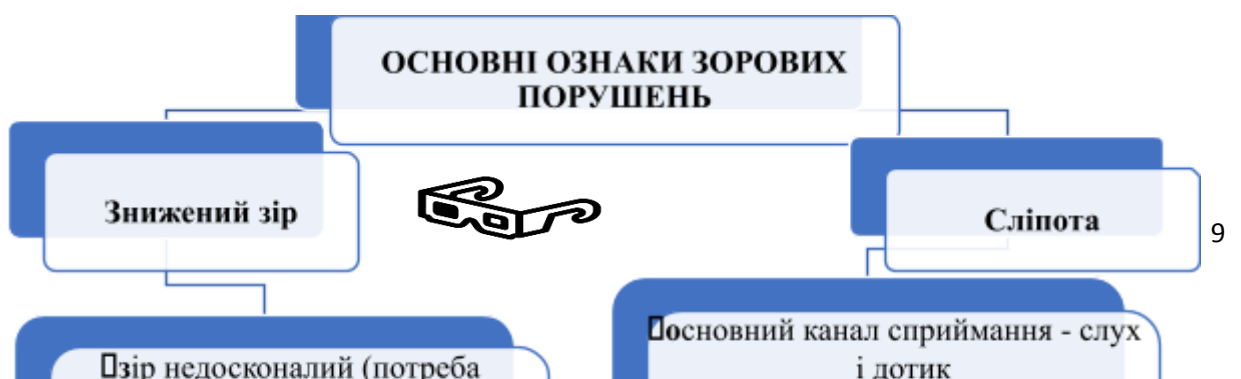 ОСНОВНІ ОЗНАКИ ЗОРОВИХ
ПОРУШЕНЬ
Знижений зір
Сліпота
9
зір недосконалий (потреба
основний канал сприймання - слух
і дотик